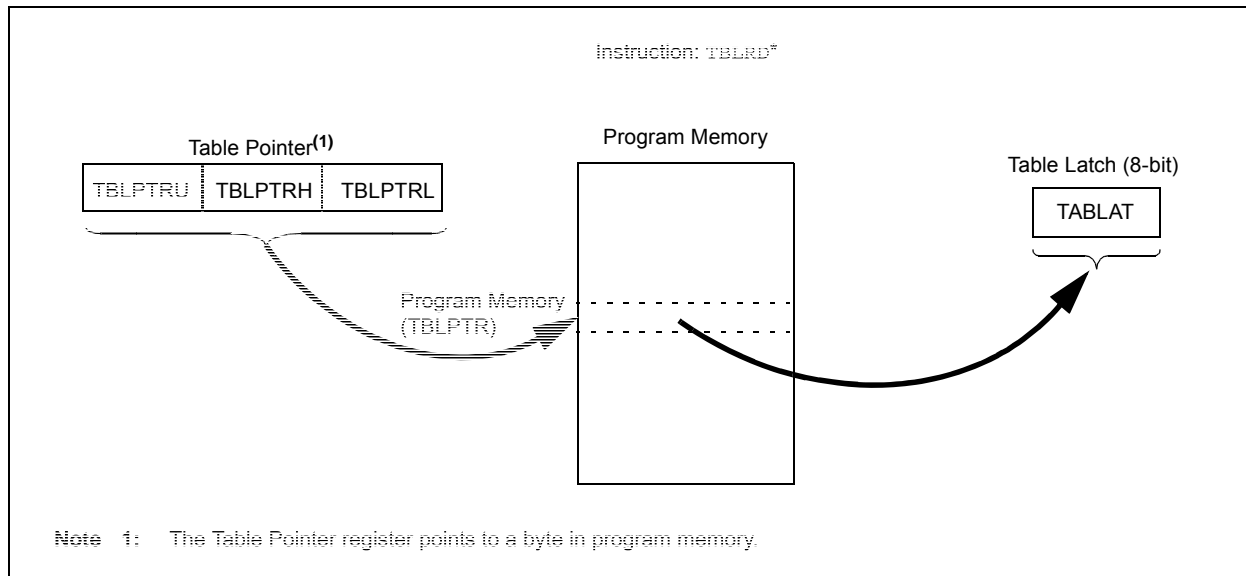 Instruction: TBLRD*
Table Pointer(1)
TBLPTRU TBLPTRH TBLPTRL
Program Memory
Table Latch (8-bit)
TABLAT
Program Memory
(TBLPTR)
Note 1: The Table Pointer register points to a byte in program memory.